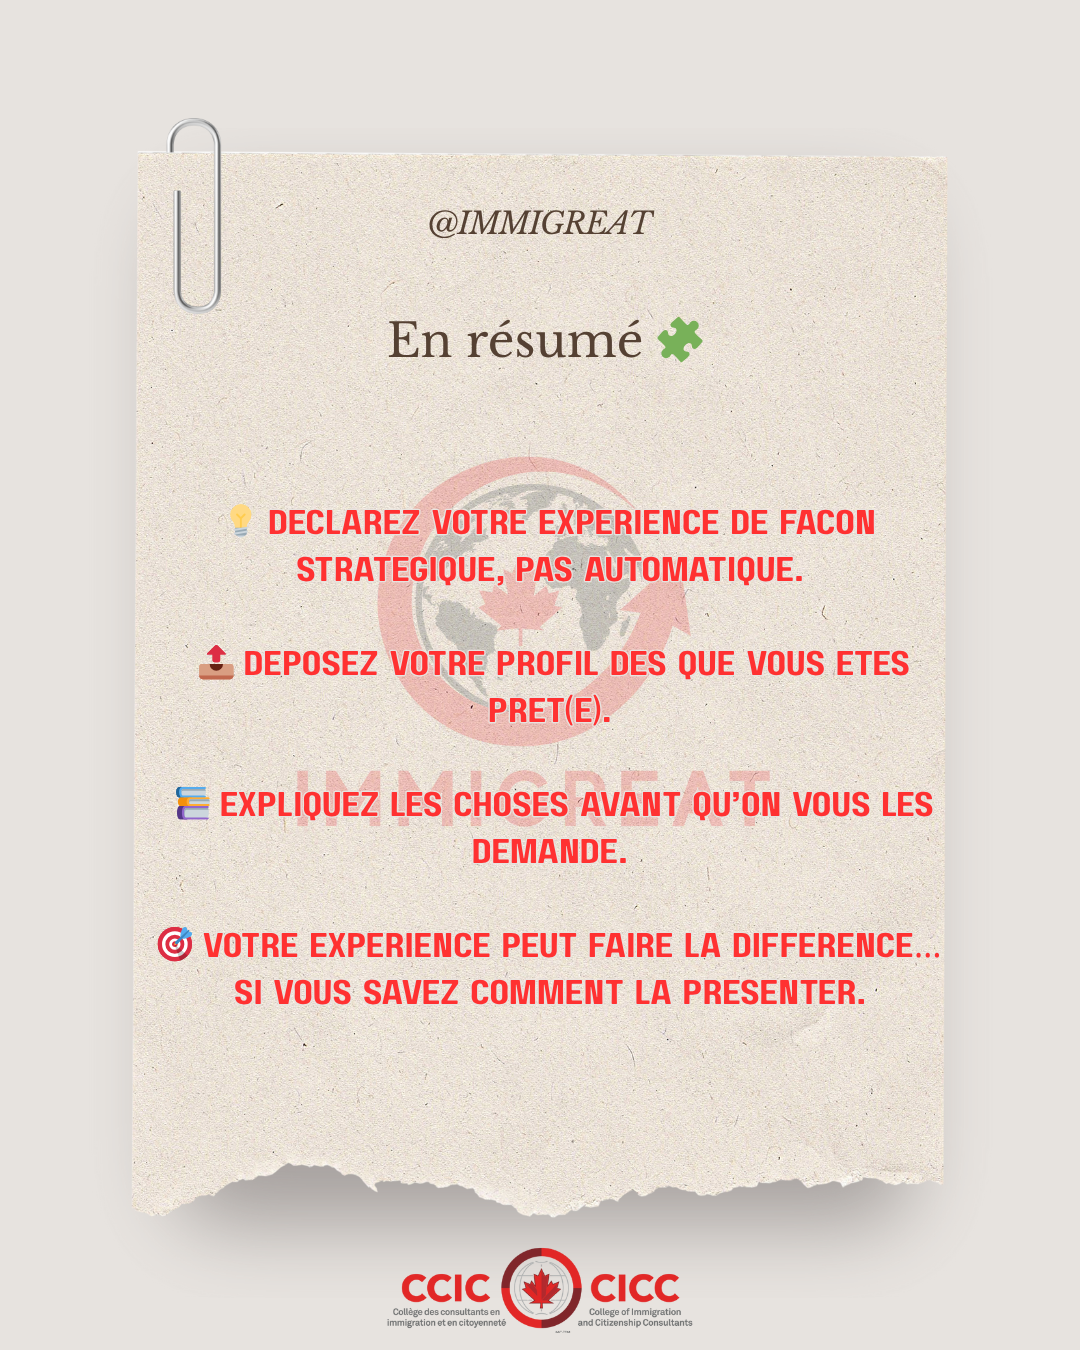 @IMMIGREAT
En résumé
DECLAREZ VOTRE EXPERIENCE DE FACON
STRATEGIQUE, PAS AUTOMATIQUE.
DEPOSEZ VOTRE PROFIL DES QUE VOUS ETES
PRET(E).
IMMIGREAT
EXPLIQUEZ LES CHOSES AVANT QU’ON VOUS LES
DEMANDE.
VOTRE EXPERIENCE PEUT FAIRE LA DIFFERENCE...
SI VOUS SAVEZ COMMENT LA PRESENTER.
CCIC
Collège des consultants en
immigration et en citoyenneté
CICC
College of Immigration
and Citizenship Consultants